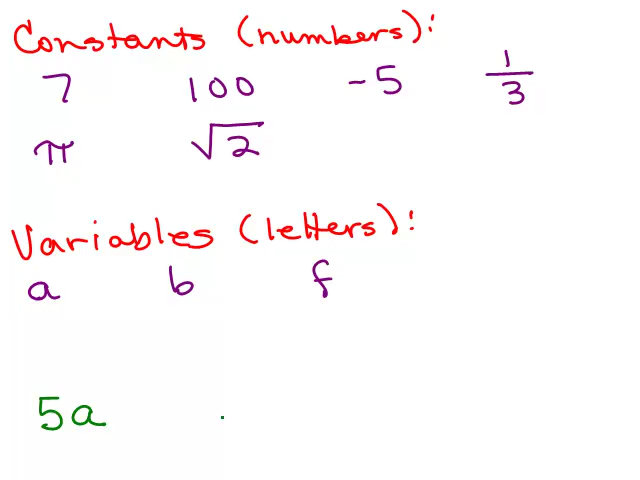 Constants (numbers):
7 100 -5 1/3
π √2
Variables (letters):
a b f
5a